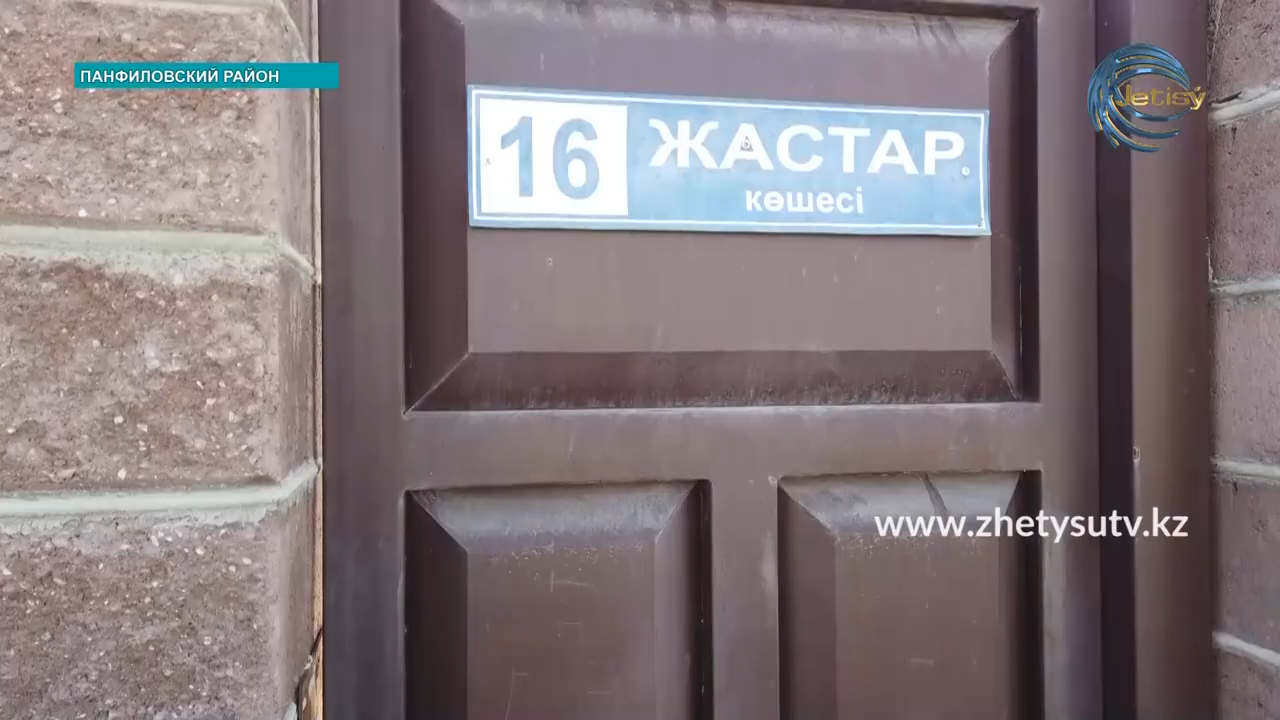 ПАНФИЛОВСКИЙ РАЙОН
Jetisý
16 ЖАСТАР
көшесі
www.zhetysutv.kz